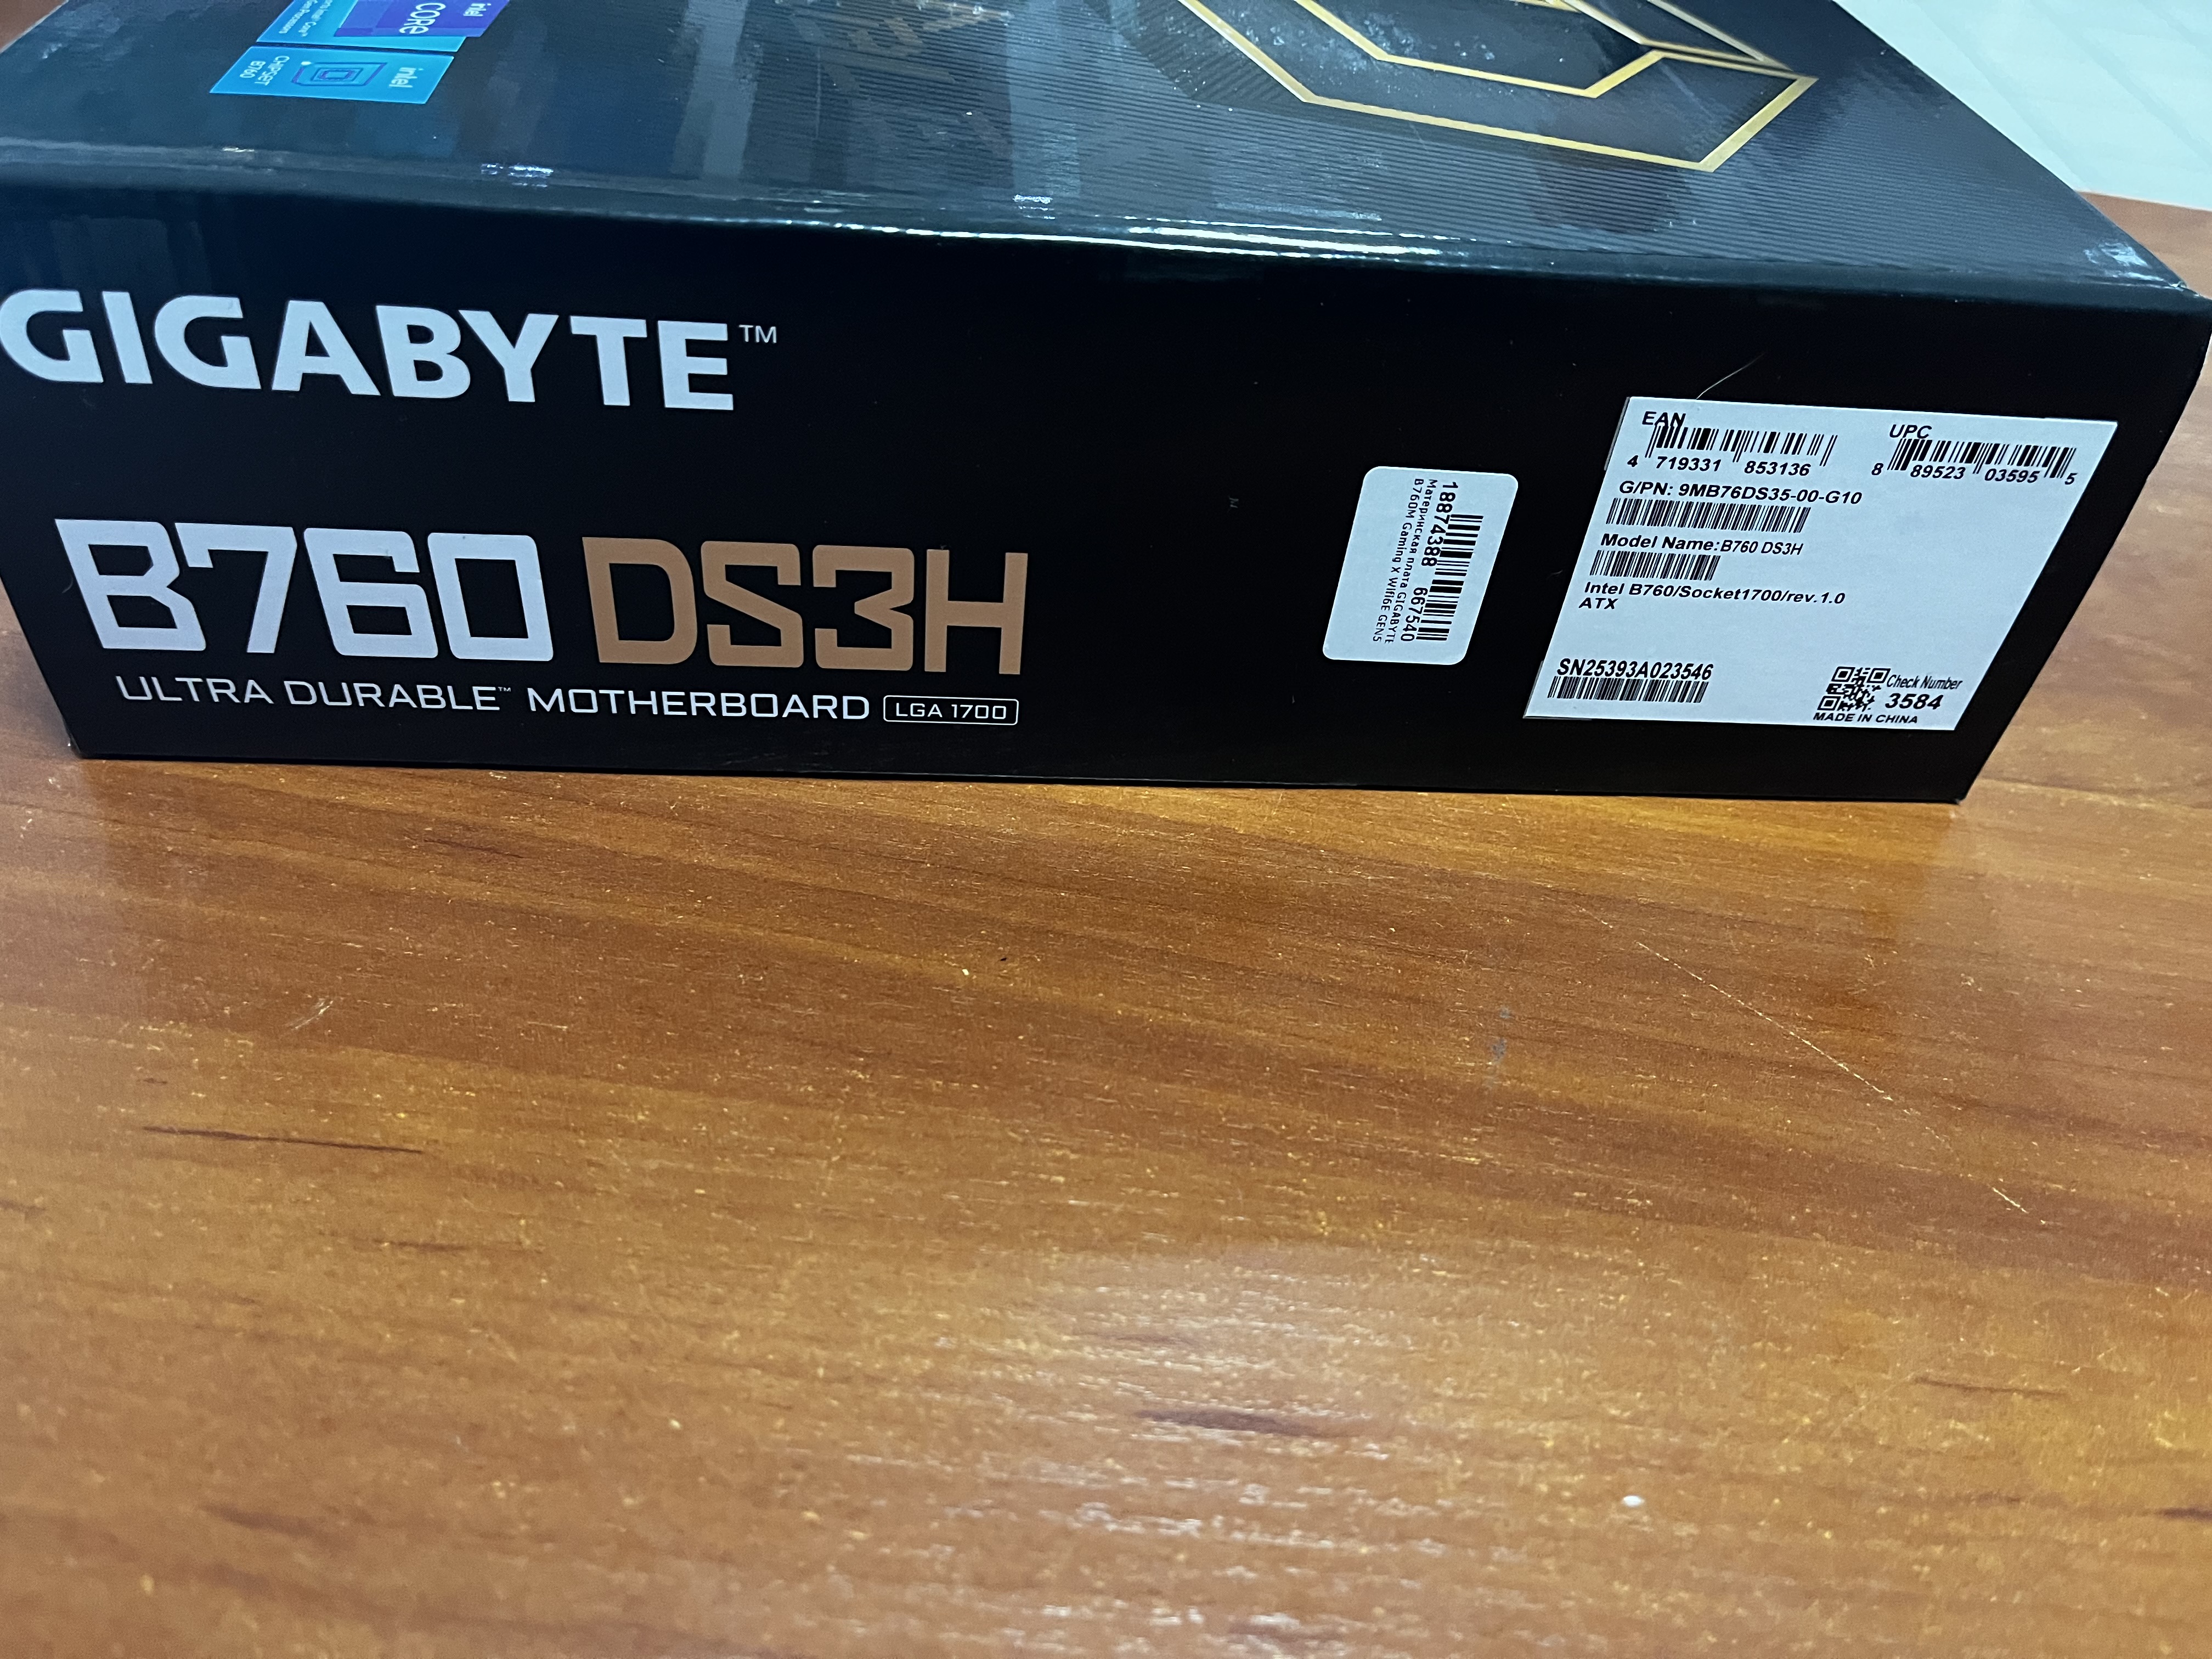 intel
CORE
intel
CHIPSET
B760
GIGABYTE™
B760 DS3H
ULTRA DURABLE™ MOTHERBOARD LGA 1700
18874388 667540
Материнская плата GIGABYTE
B760M Gaming X Wifi6E GEN5
EAN
4 719331 853136
UPC
8 89523 03595 5
G/PN: 9MB76DS35-00-G10
Model Name:B760 DS3H
Intel B760/Socket1700/rev.1.0
ATX
SN25393A023546
Check Number
3584
MADE IN CHINA